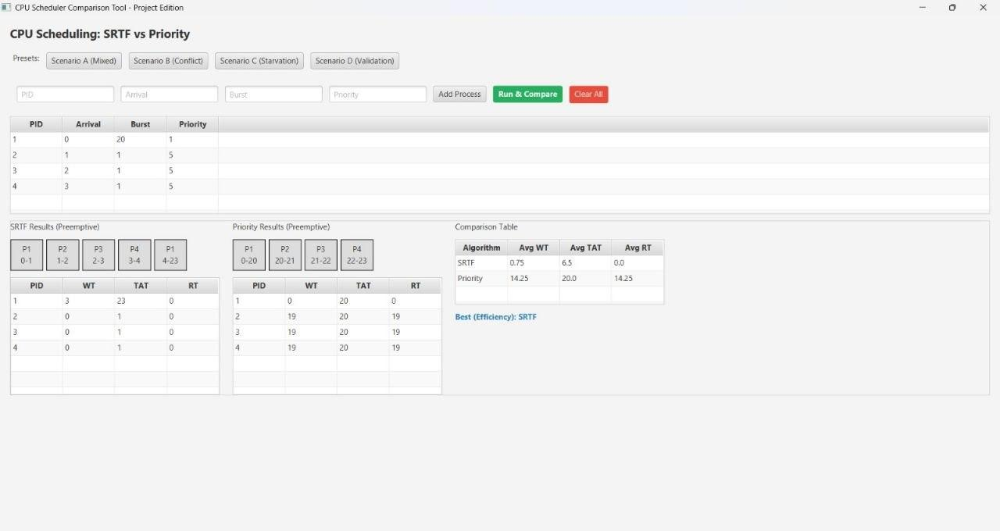 CPU Scheduler Comparison Tool - Project Edition
CPU Scheduling: SRTF vs Priority
Presets: Scenario A (Mixed) Scenario B (Conflict) Scenario C (Starvation) Scenario D (Validation)
PID Arrival Burst Priority Add Process Run & Compare Clear All
PID Arrival Burst Priority
1 0 20 1
2 1 1 5
3 2 1 5
4 3 1 5
SRTF Results (Preemptive)
P1 P2 P3 P4 P1
0-1 1-2 2-3 3-4 4-23
PID WT TAT RT
1 3 23 0
2 0 1 0
3 0 1 0
4 0 1 0
Priority Results (Preemptive)
P1 P2 P3 P4
0-20 20-21 21-22 22-23
PID WT TAT RT
1 0 20 0
2 19 20 19
3 19 20 19
4 19 20 19
Comparison Table
Algorithm Avg WT Avg TAT Avg RT
SRTF 0.75 6.5 0.0
Priority 14.25 20.0 14.25
Best (Efficiency): SRTF